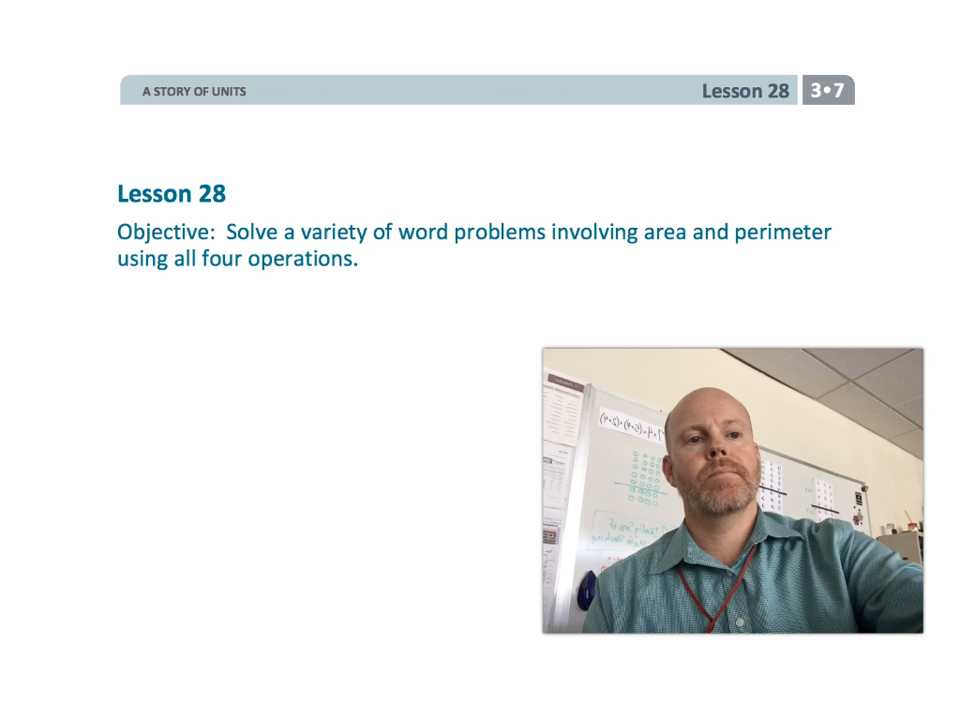 A STORY OF UNITS
Lesson 28
3•7
Lesson 28
Objective: Solve a variety of word problems involving area and perimeter
using all four operations.